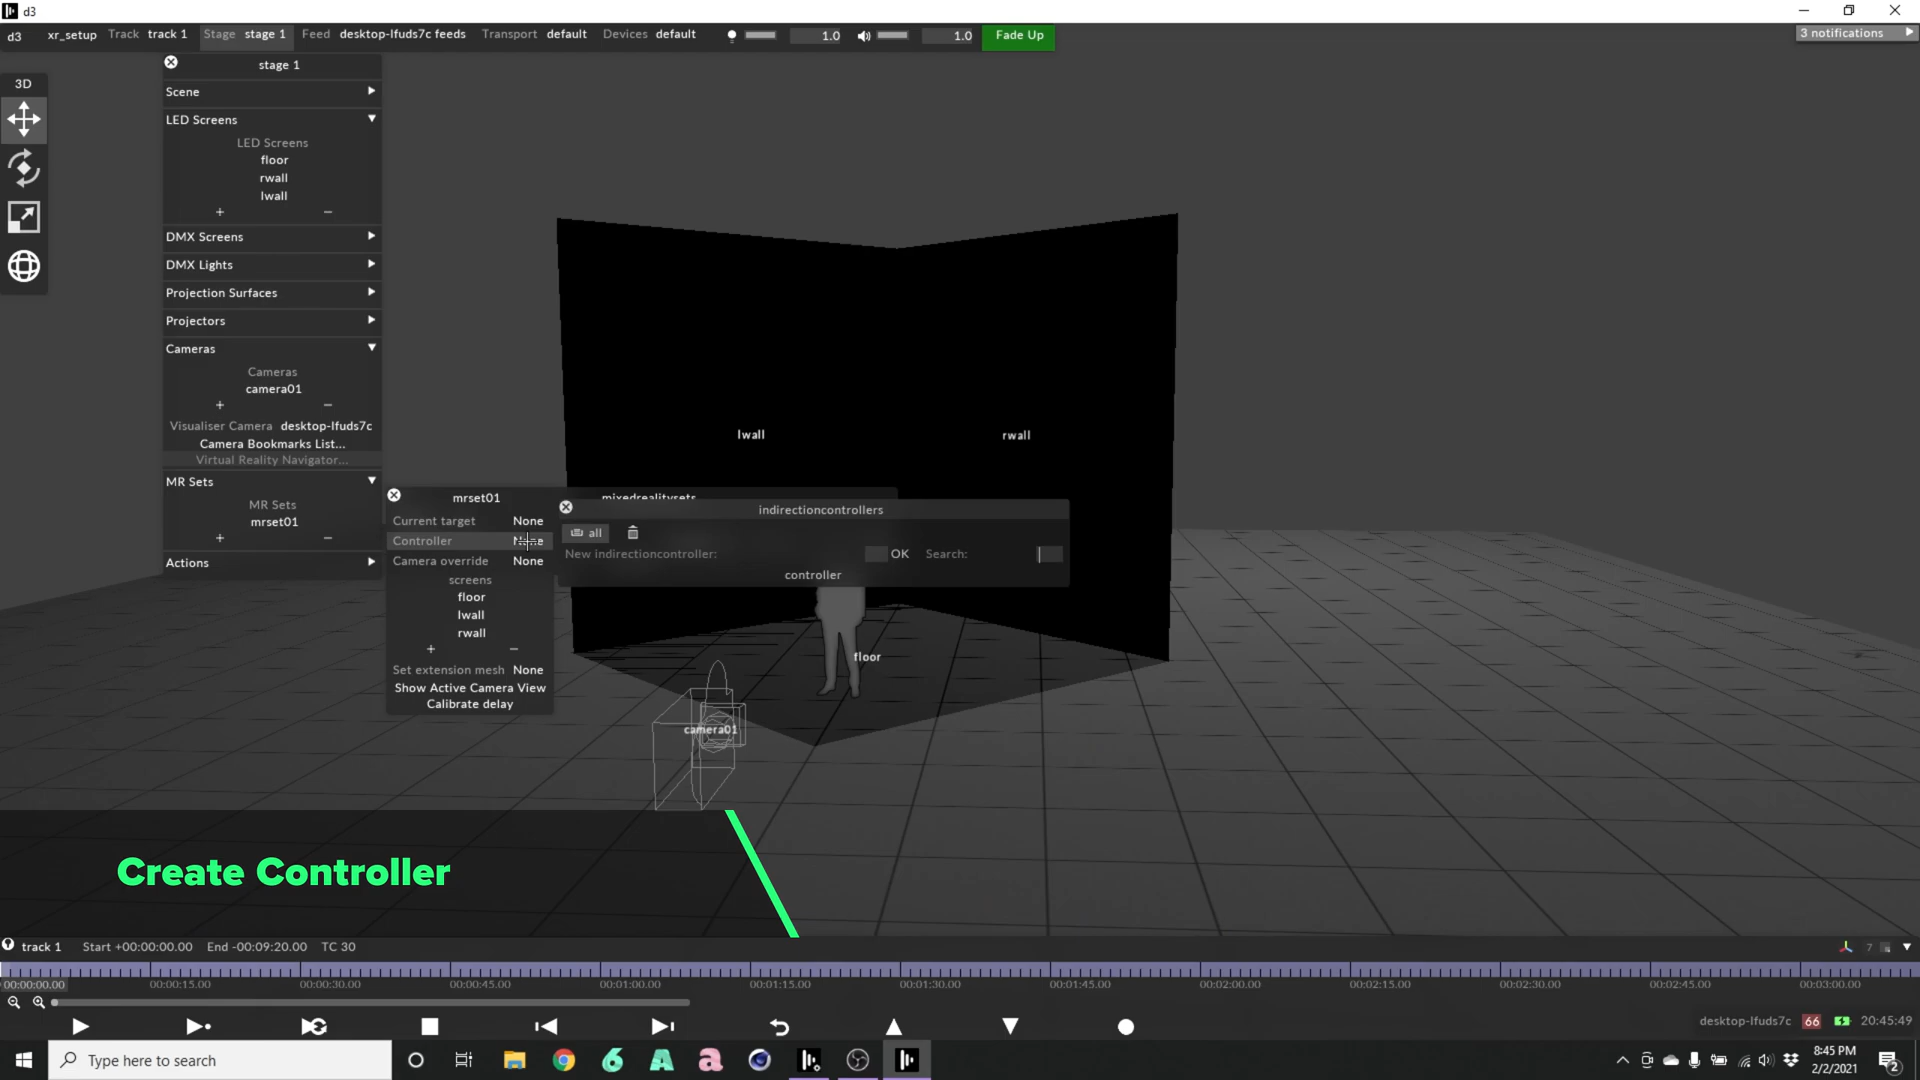 d3
d3 xr_setup Track track 1 Stage stage 1 Feed desktop-lfuds7c feeds Transport default Devices default 1.0 1.0 Fade Up 3 notifications
3D
stage 1
Scene
LED Screens
LED Screens
floor
rwall
lwall
+ −
DMX Screens
DMX Lights
Projection Surfaces
Projectors
Cameras
Cameras
camera01
+ −
Visualiser Camera desktop-lfuds7c
Camera Bookmarks List...
Virtual Reality Navigator...
MR Sets
MR Sets
mrset01
+ −
Actions
mrset01
Current target None
Controller None
Camera override None
screens
floor
lwall
rwall
+ −
Set extension mesh None
Show Active Camera View
Calibrate delay
mixedrealitysets
indirectioncontrollers
all
New indirectioncontroller: OK Search:
controller
lwall
rwall
floor
camera01
Create Controller
track 1 Start +00:00:00.00 End -00:09:20.00 TC 30 7
00:00:00.00 00:00:15.00 00:00:30.00 00:00:45.00 00:01:00.00 00:01:15.00 00:01:30.00 00:01:45.00 00:02:00.00 00:02:15.00 00:02:30.00 00:02:45.00 00:03:00.00
desktop-lfuds7c 66 20:45:49
Type here to search
8:45 PM
2/2/2021
2